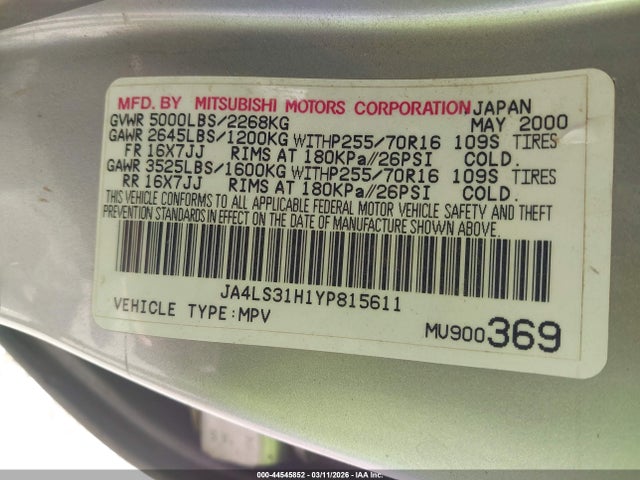 MFD. BY MITSUBISHI MOTORS CORPORATION JAPAN
GVWR 5000LBS/2268KG MAY 2000
GAWR 2645LBS/1200KG WITHP255/70R16 109S TIRES
FR 16X7JJ RIMS AT 180KPa//26PSI COLD.
GAWR 3525LBS/1600KG WITHP255/70R16 109S TIRES
RR 16X7JJ RIMS AT 180KPa//26PSI COLD.
THIS VEHICLE CONFORMS TO ALL APPLICABLE FEDERAL MOTOR VEHICLE SAFETY AND THEFT
PREVENTION STANDARDS IN EFFECT ON THE DATE OF MANUFACTURE SHOWN ABOVE.
JA4LS31H1YP815611
VEHICLE TYPE:MPV
MU900369
000-44545852 - 03/11/2026 - IAA Inc.